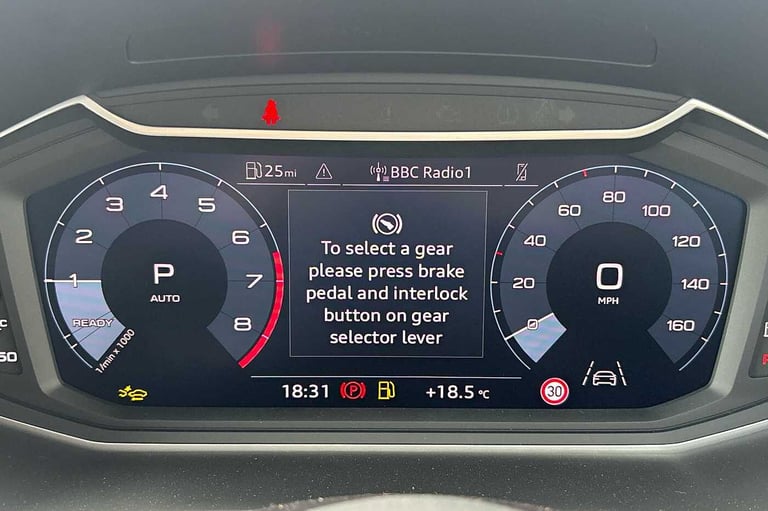 25mi
BBC Radio1
1
2
3
4
5
6
7
8
READY
1/min x 1000
P
AUTO
To select a gear
please press brake
pedal and interlock
button on gear
selector lever
0
20
40
60
80
100
120
140
160
0
MPH
C
50
18:31
P
+18.5 °C
30